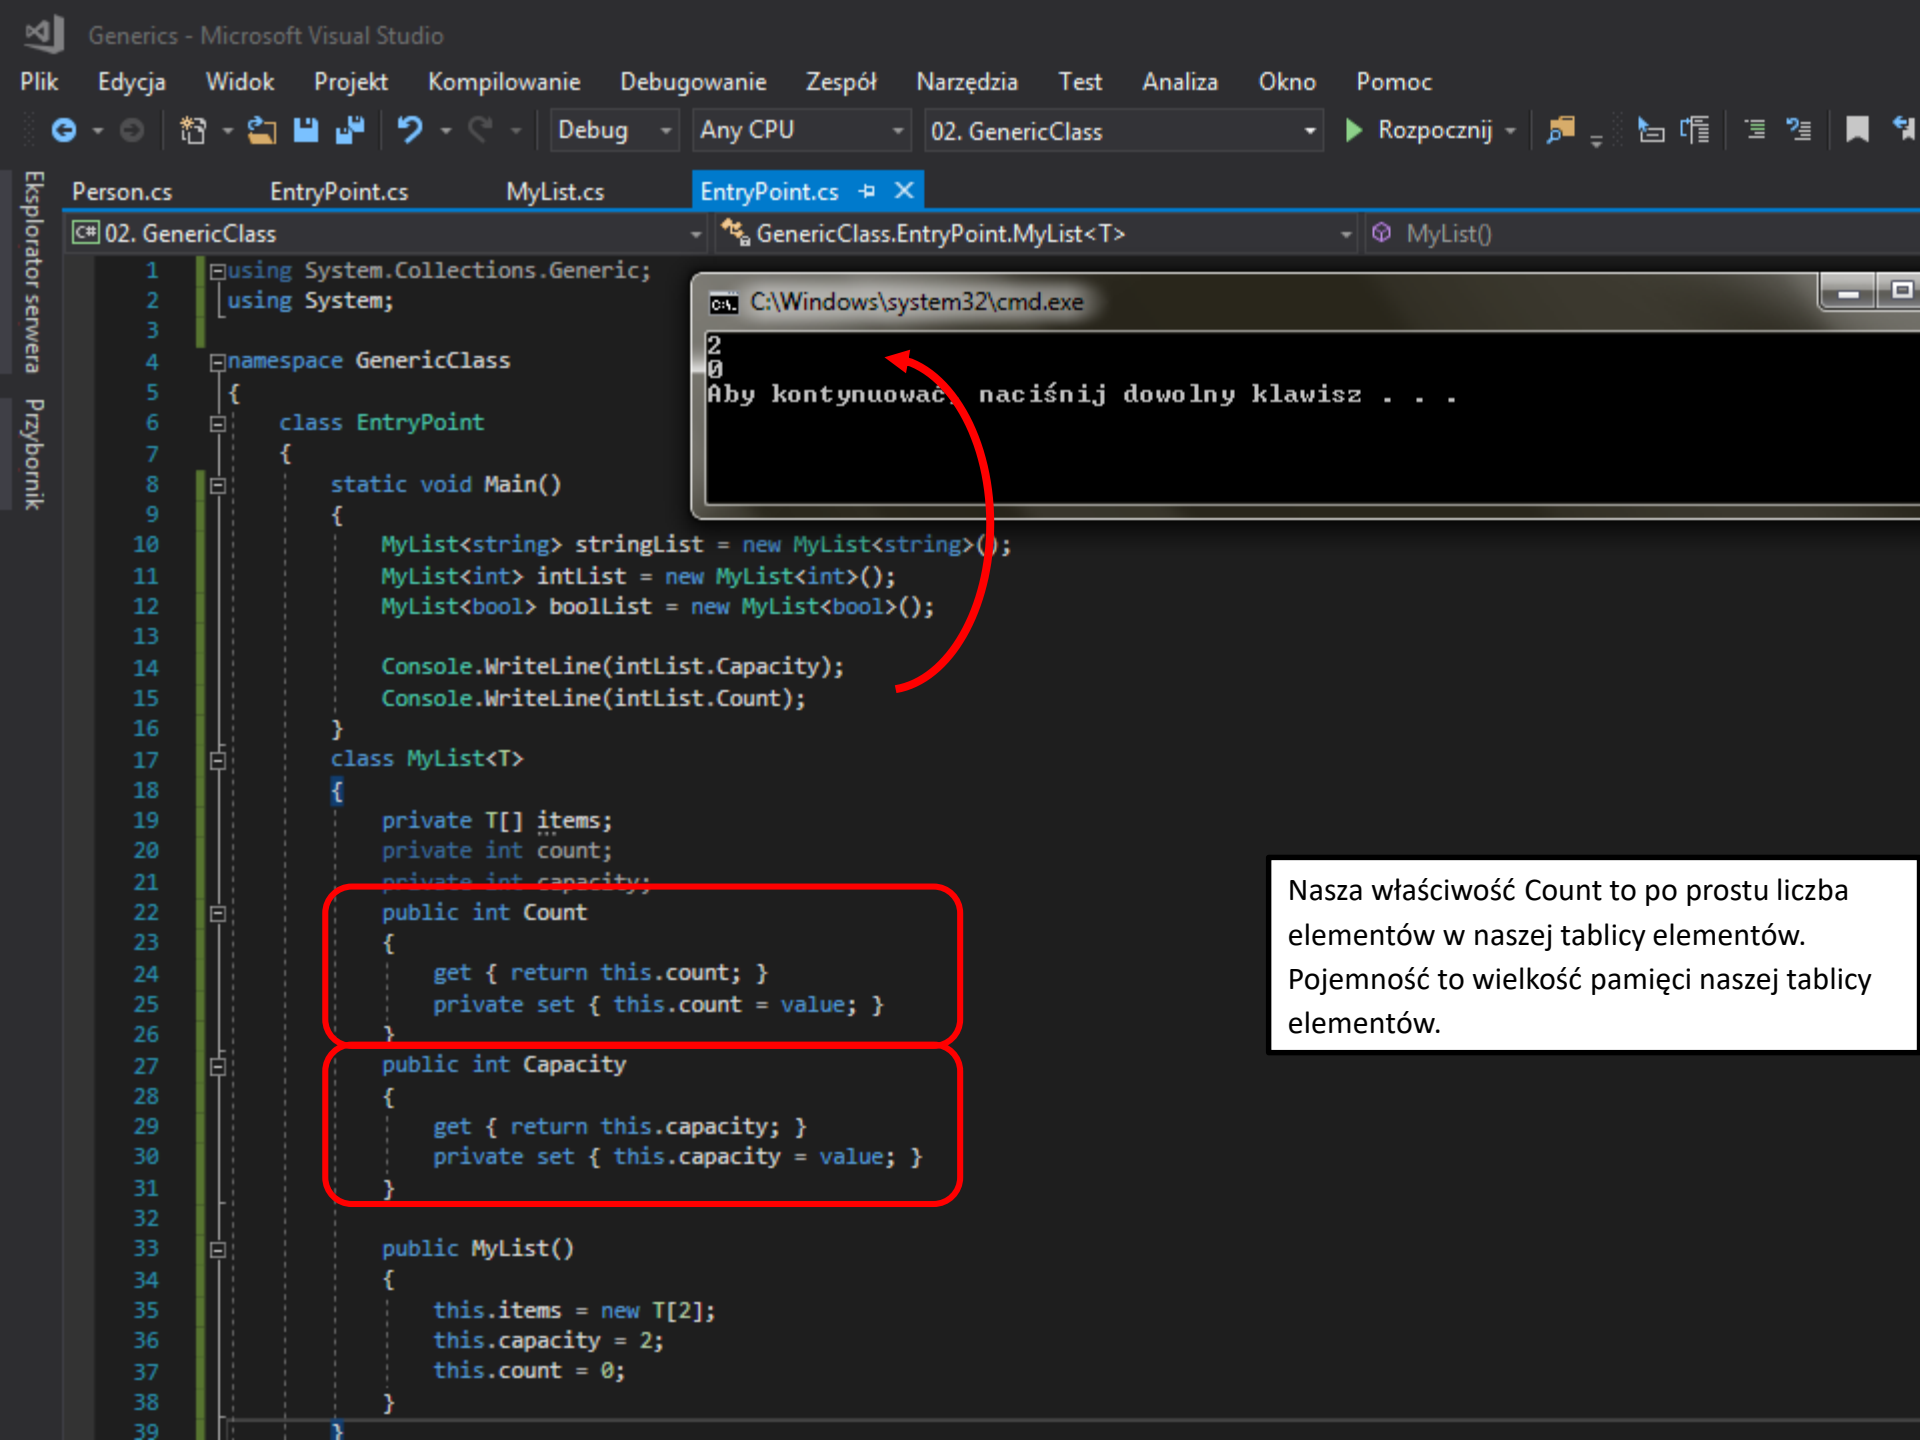 Generics - Microsoft Visual Studio
Plik Edycja Widok Projekt Kompilowanie Debugowanie Zespół Narzędzia Test Analiza Okno Pomoc
Debug Any CPU 02. GenericClass Rozpocznij
Eksplorator serwera
Przybornik
Person.cs EntryPoint.cs MyList.cs EntryPoint.cs
C# 02. GenericClass GenericClass.EntryPoint.MyList<T> MyList()
1 using System.Collections.Generic;
2 using System;
3
4 namespace GenericClass
5 {
6 class EntryPoint
7 {
8 static void Main()
9 {
10 MyList<string> stringList = new MyList<string>();
11 MyList<int> intList = new MyList<int>();
12 MyList<bool> boolList = new MyList<bool>();
13
14 Console.WriteLine(intList.Capacity);
15 Console.WriteLine(intList.Count);
16 }
17 class MyList<T>
18 {
19 private T[] items;
20 private int count;
21 private int capacity;
22 public int Count
23 {
24 get { return this.count; }
25 private set { this.count = value; }
26 }
27 public int Capacity
28 {
29 get { return this.capacity; }
30 private set { this.capacity = value; }
31 }
32
33 public MyList()
34 {
35 this.items = new T[2];
36 this.capacity = 2;
37 this.count = 0;
38 }
39 }
C:\Windows\system32\cmd.exe
2
0
Aby kontynuować, naciśnij dowolny klawisz . . .
Nasza właściwość Count to po prostu liczba
elementów w naszej tablicy elementów.
Pojemność to wielkość pamięci naszej tablicy
elementów.